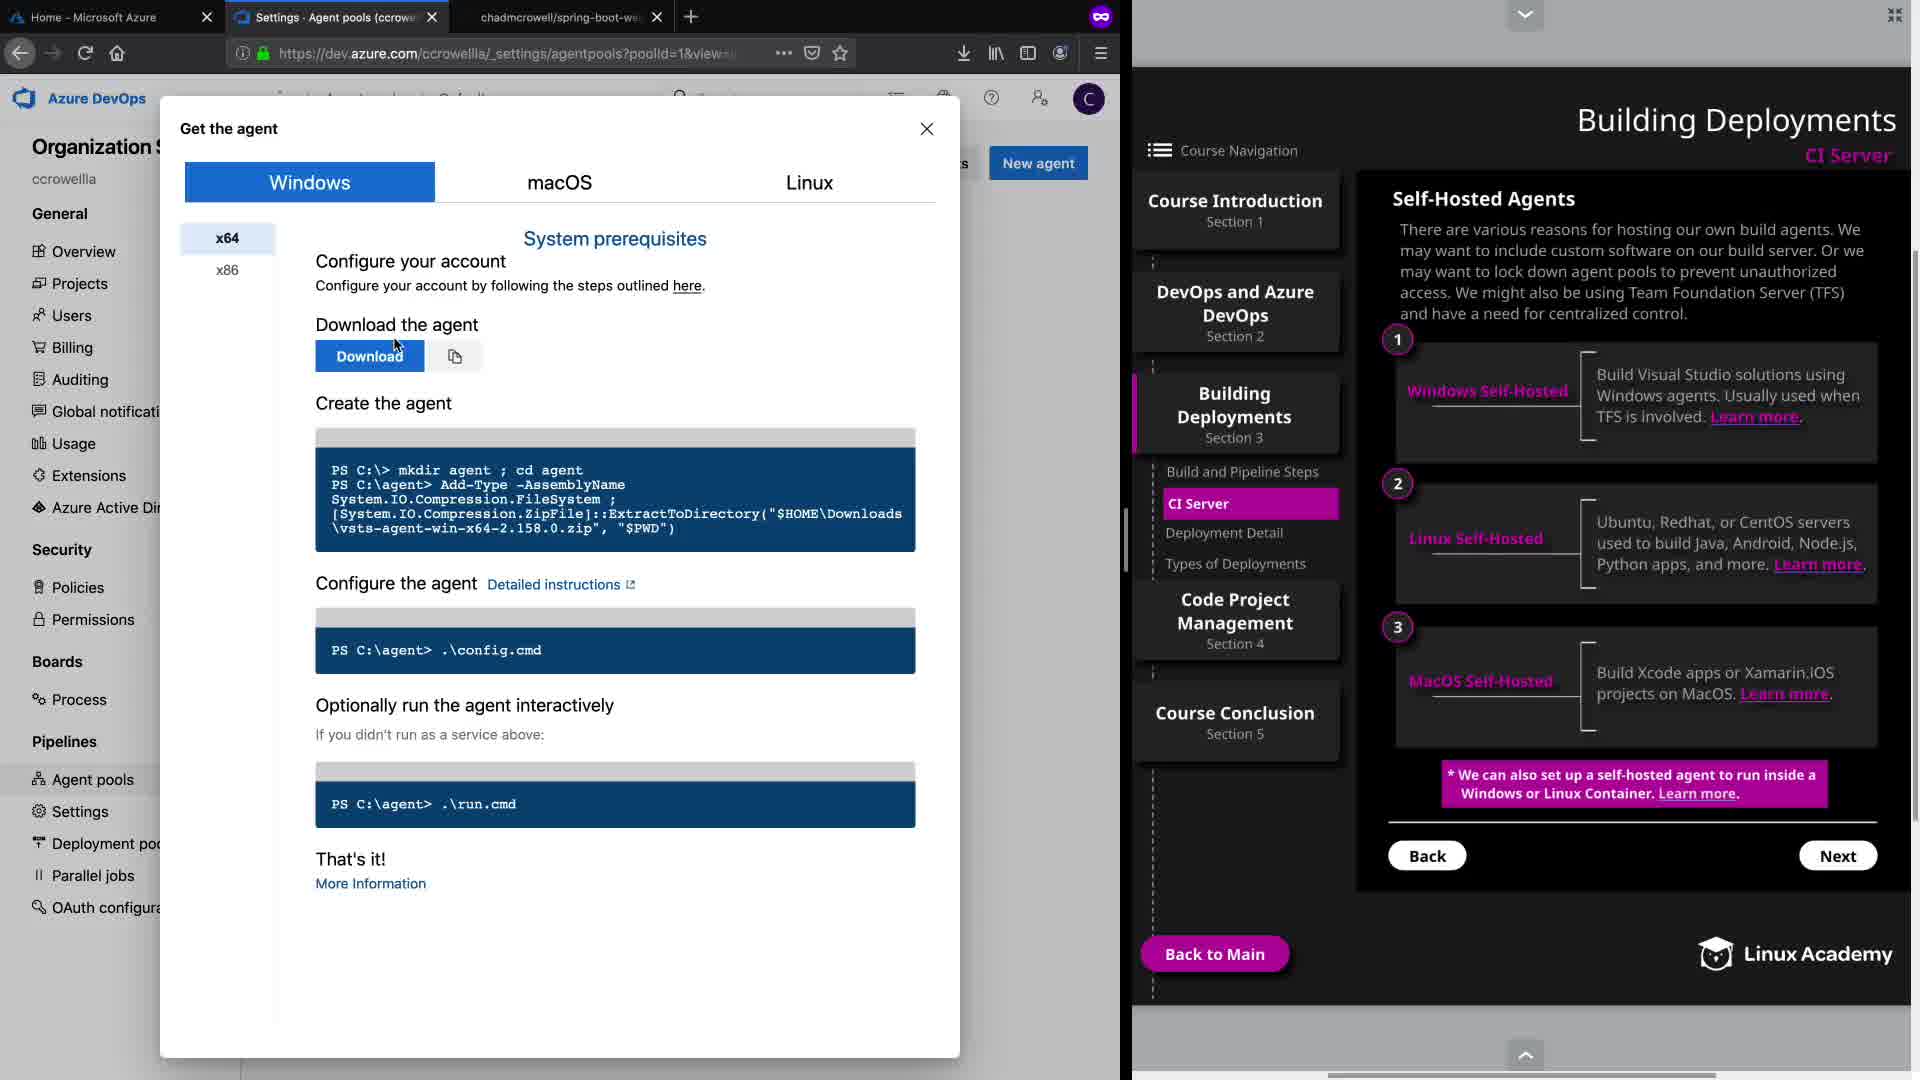 Home - Microsoft Azure
Settings · Agent pools (ccrowe
chadmcrowell/spring-boot-we
https://dev.azure.com/ccrowellla/_settings/agentpools?poolId=1&view=
Azure DevOps
C
Organization S
ccrowellla
General
Overview
Projects
Users
Billing
Auditing
Global notificati
Usage
Extensions
Azure Active Dir
Security
Policies
Permissions
Boards
Process
Pipelines
Agent pools
Settings
Deployment poo
Parallel jobs
OAuth configura
New agent
Get the agent
Windows
macOS
Linux
x64
x86
System prerequisites
Configure your account
Configure your account by following the steps outlined here.
Download the agent
Download
Create the agent
PS C:\> mkdir agent ; cd agent
PS C:\agent> Add-Type -AssemblyName
System.IO.Compression.FileSystem ;
[System.IO.Compression.ZipFile]::ExtractToDirectory("$HOME\Downloads
\vsts-agent-win-x64-2.158.0.zip", "$PWD")
Configure the agent
Detailed instructions
PS C:\agent> .\config.cmd
Optionally run the agent interactively
If you didn't run as a service above:
PS C:\agent> .\run.cmd
That's it!
More Information
Building Deployments
CI Server
Course Navigation
Course Introduction
Section 1
DevOps and Azure
DevOps
Section 2
Building
Deployments
Section 3
Build and Pipeline Steps
CI Server
Deployment Detail
Types of Deployments
Code Project
Management
Section 4
Course Conclusion
Section 5
Back to Main
Self-Hosted Agents
There are various reasons for hosting our own build agents. We
may want to include custom software on our build server. Or we
may want to lock down agent pools to prevent unauthorized
access. We might also be using Team Foundation Server (TFS)
and have a need for centralized control.
1
Windows Self-Hosted
Build Visual Studio solutions using
Windows agents. Usually used when
TFS is involved. Learn more.
2
Linux Self-Hosted
Ubuntu, Redhat, or CentOS servers
used to build Java, Android, Node.js,
Python apps, and more. Learn more.
3
MacOS Self-Hosted
Build Xcode apps or Xamarin.iOS
projects on MacOS. Learn more.
* We can also set up a self-hosted agent to run inside a
Windows or Linux Container. Learn more.
Back
Next
Linux Academy